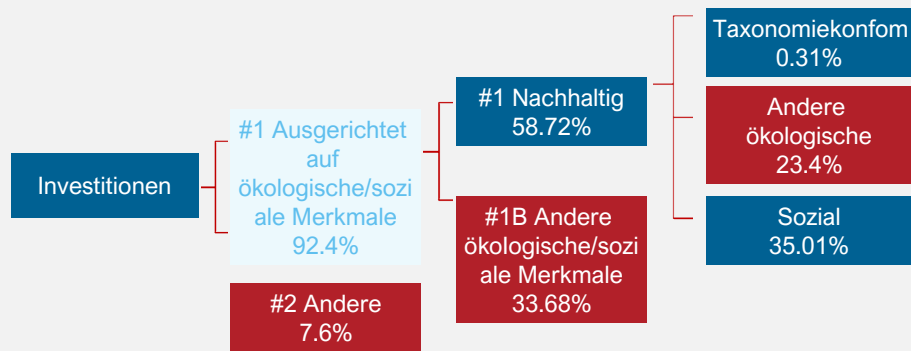 Investitionen
#1 Ausgerichtet
auf
ökologische/sozi
ale Merkmale
92.4%
#2 Andere
7.6%
#1 Nachhaltig
58.72%
#1B Andere
ökologische/sozi
ale Merkmale
33.68%
Taxonomiekonfom
0.31%
Andere
ökologische
23.4%
Sozial
35.01%